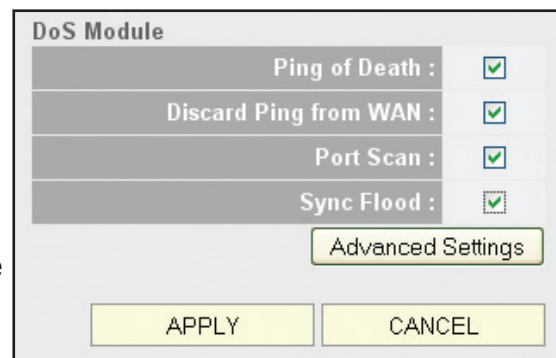 DoS Module
Ping of Death :
Discard Ping from WAN :
Port Scan :
Sync Flood :
Advanced Settings
APPLY CANCEL